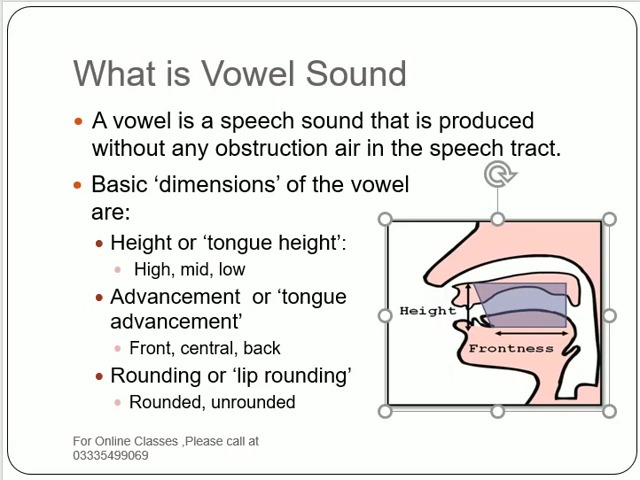 What is Vowel Sound
A vowel is a speech sound that is produced
without any obstruction air in the speech tract.
Basic ‘dimensions’ of the vowel
are:
Height or ‘tongue height’:
High, mid, low
Advancement or ‘tongue
advancement’
Front, central, back
Rounding or ‘lip rounding’
Rounded, unrounded
Height
Frontness
For Online Classes ,Please call at
03335499069